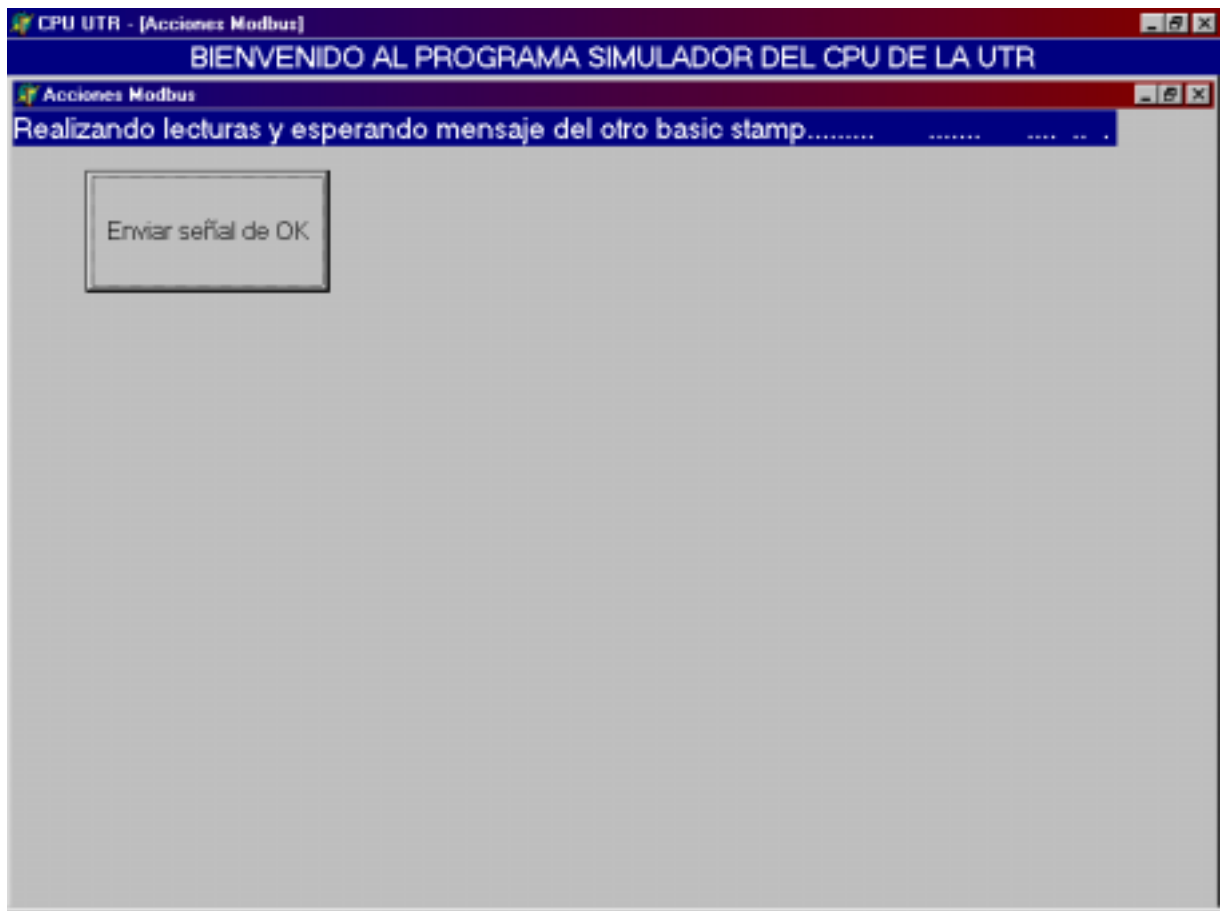 CPU UTR - [Acciones Modbus]
BIENVENIDO AL PROGRAMA SIMULADOR DEL CPU DE LA UTR
Acciones Modbus
Realizando lecturas y esperando mensaje del otro basic stamp......... ....... .... .. .
Enviar señal de OK